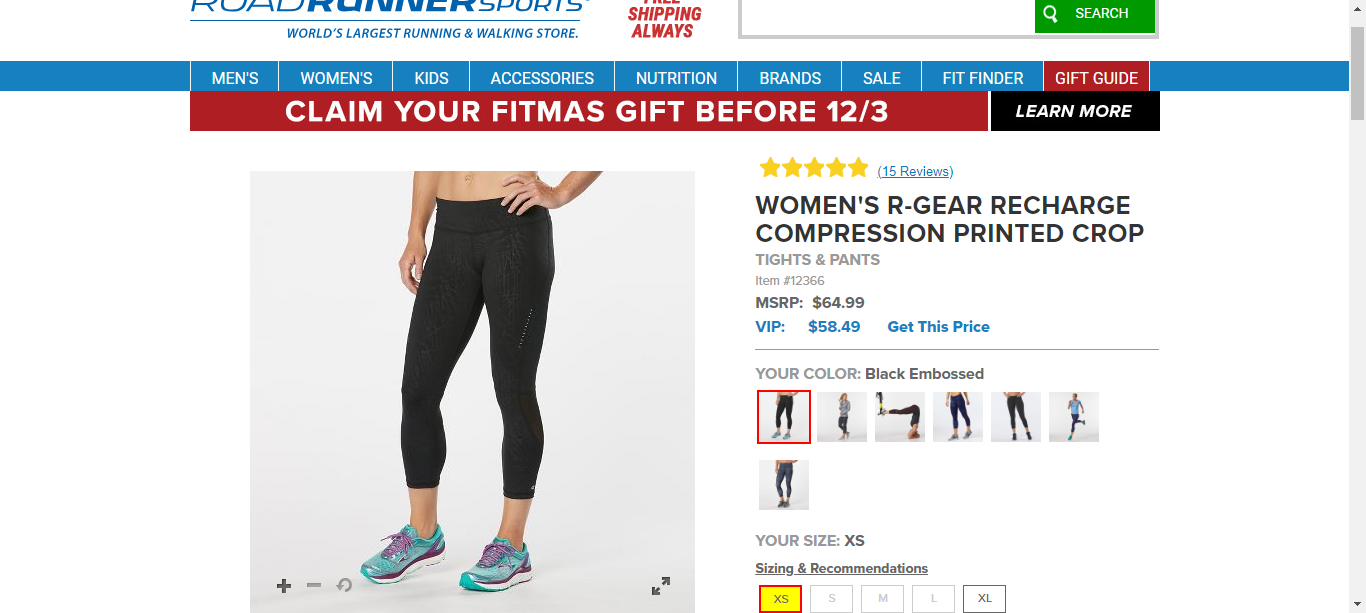 ROADRUNNERSPORTS
WORLD'S LARGEST RUNNING & WALKING STORE.
FREE
SHIPPING
ALWAYS
SEARCH
MEN'S WOMEN'S KIDS ACCESSORIES NUTRITION BRANDS SALE FIT FINDER GIFT GUIDE
CLAIM YOUR FITMAS GIFT BEFORE 12/3 LEARN MORE
(15 Reviews)
WOMEN'S R-GEAR RECHARGE
COMPRESSION PRINTED CROP
TIGHTS & PANTS
Item #12366
MSRP: $64.99
VIP: $58.49 Get This Price
YOUR COLOR: Black Embossed
YOUR SIZE: XS
Sizing & Recommendations
XS S M L XL